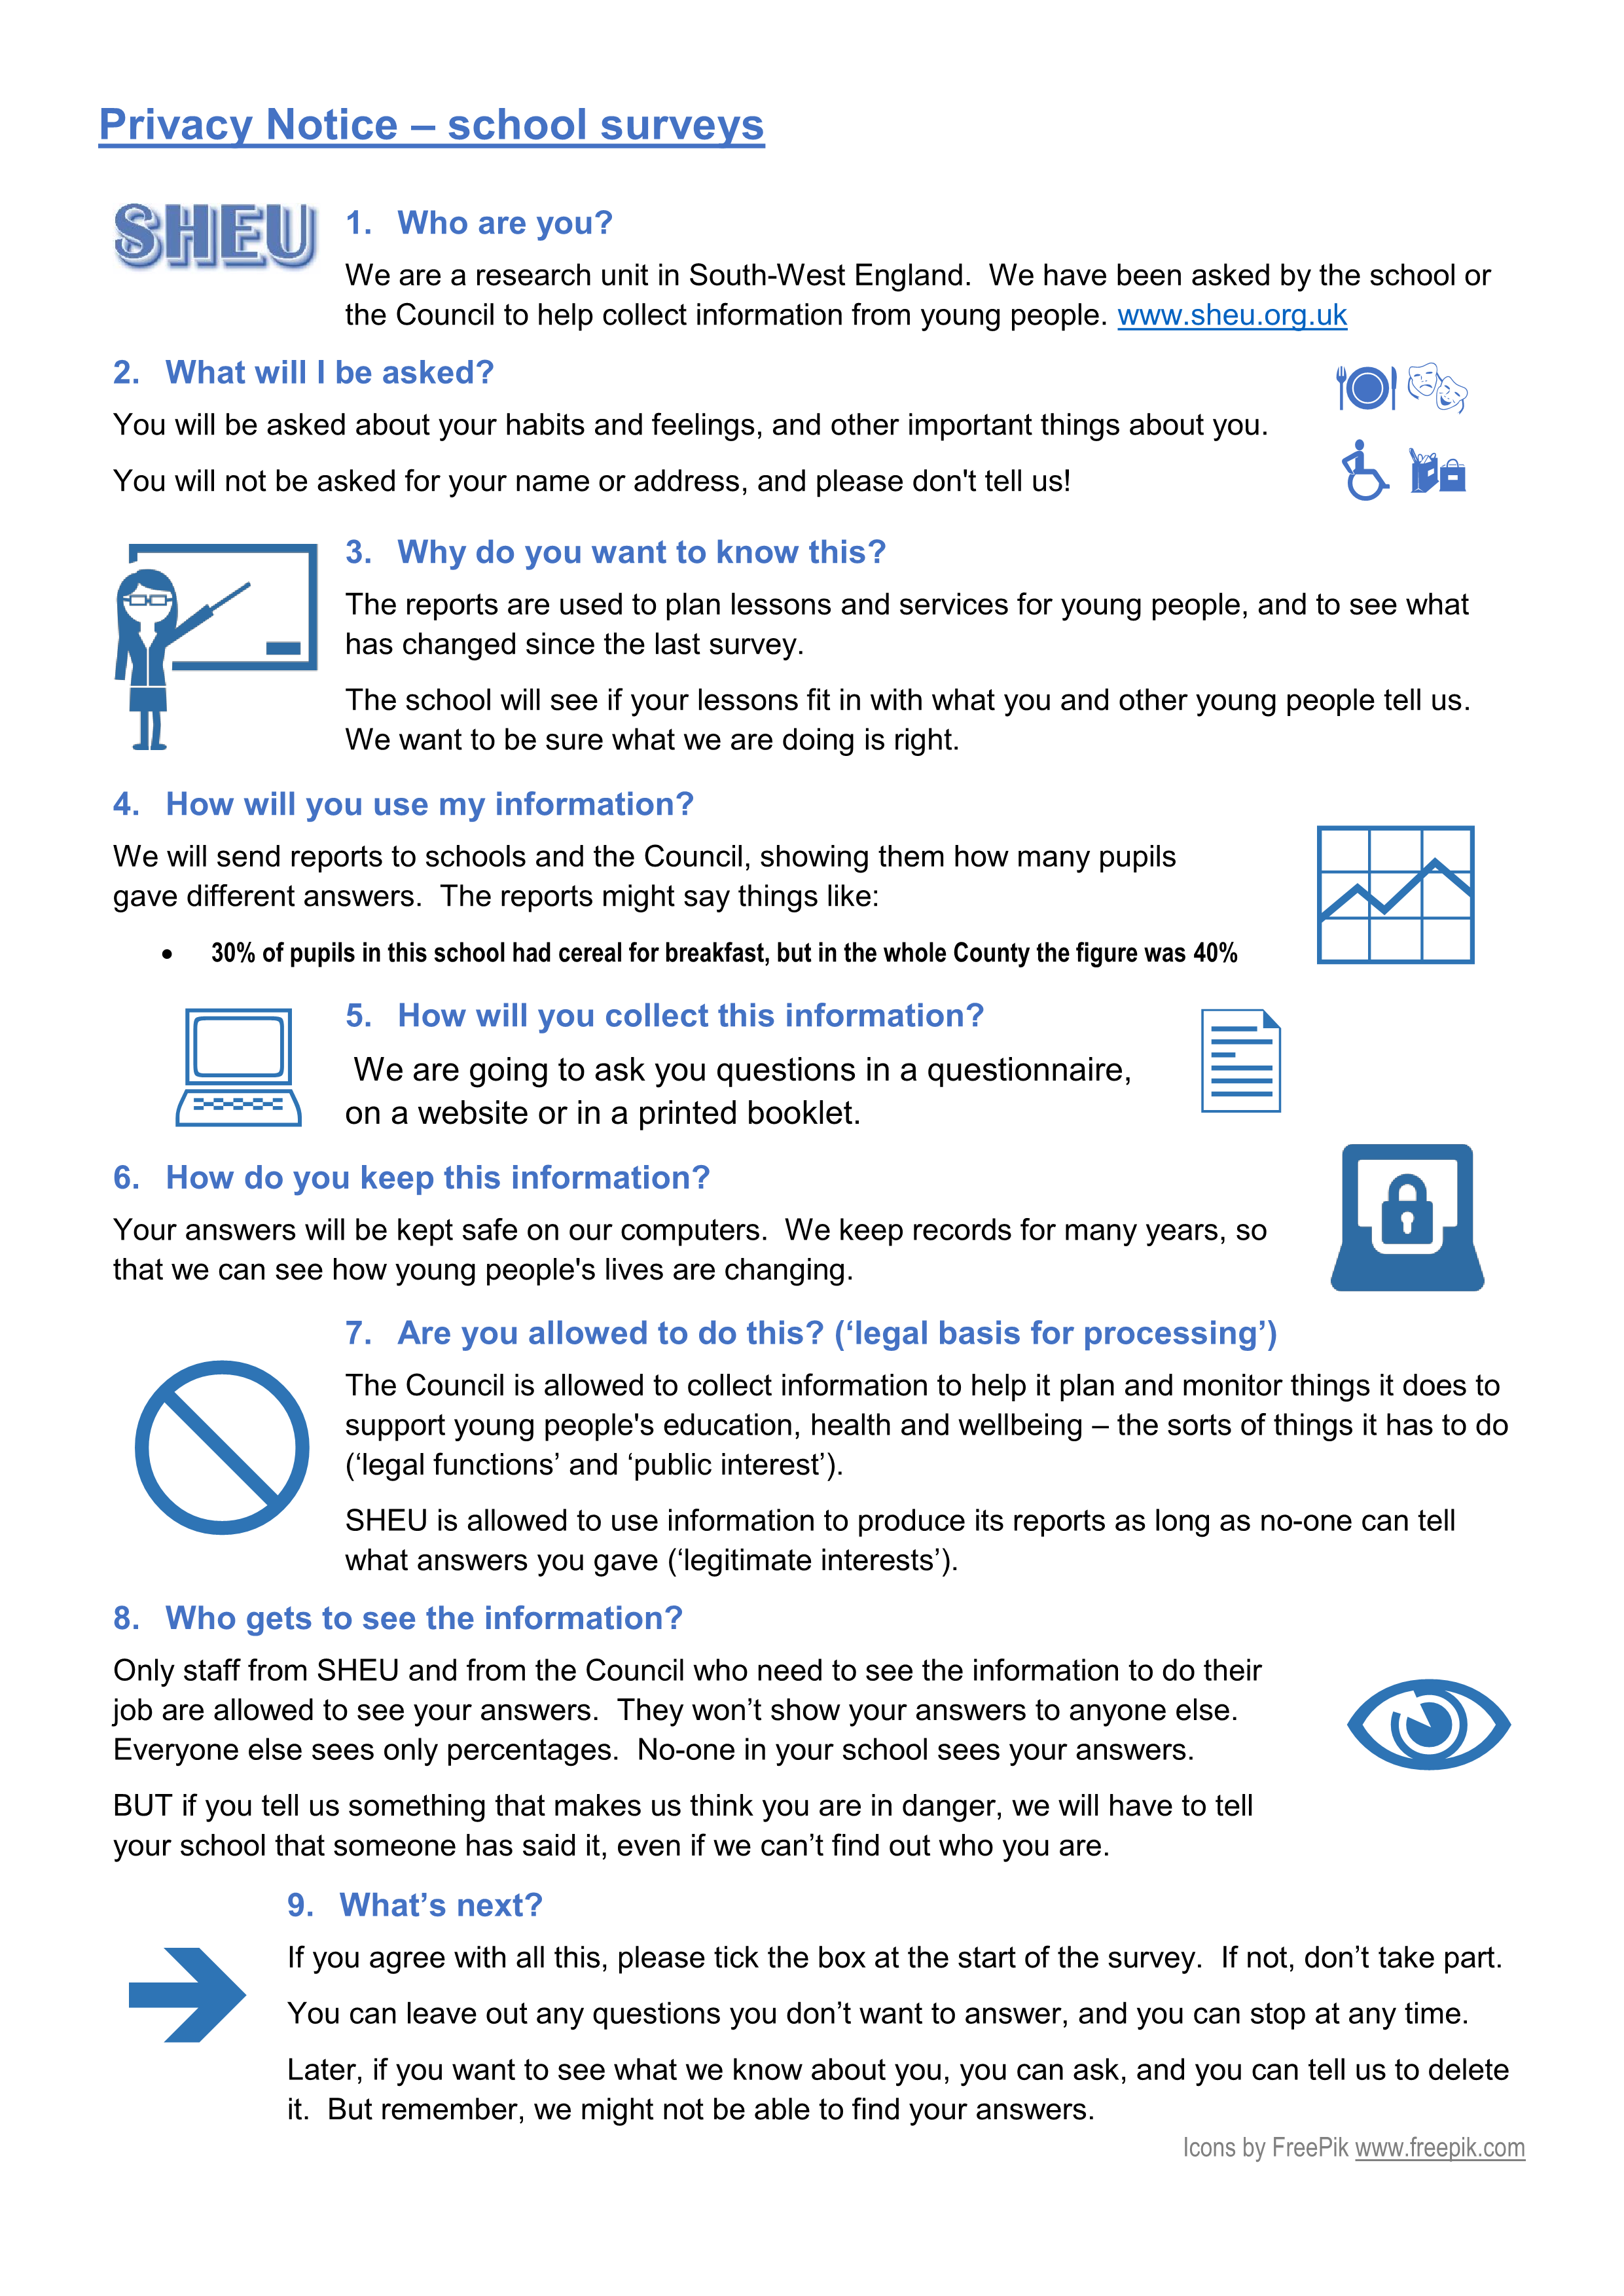 Privacy Notice – school surveys
SHEU
1. Who are you?
We are a research unit in South-West England. We have been asked by the school or
the Council to help collect information from young people. www.sheu.org.uk
2. What will I be asked?
You will be asked about your habits and feelings, and other important things about you.
You will not be asked for your name or address, and please don't tell us!
3. Why do you want to know this?
The reports are used to plan lessons and services for young people, and to see what
has changed since the last survey.
The school will see if your lessons fit in with what you and other young people tell us.
We want to be sure what we are doing is right.
4. How will you use my information?
We will send reports to schools and the Council, showing them how many pupils
gave different answers. The reports might say things like:
• 30% of pupils in this school had cereal for breakfast, but in the whole County the figure was 40%
5. How will you collect this information?
We are going to ask you questions in a questionnaire,
on a website or in a printed booklet.
6. How do you keep this information?
Your answers will be kept safe on our computers. We keep records for many years, so
that we can see how young people's lives are changing.
7. Are you allowed to do this? (‘legal basis for processing’)
The Council is allowed to collect information to help it plan and monitor things it does to
support young people's education, health and wellbeing – the sorts of things it has to do
(‘legal functions’ and ‘public interest’).
SHEU is allowed to use information to produce its reports as long as no-one can tell
what answers you gave (‘legitimate interests’).
8. Who gets to see the information?
Only staff from SHEU and from the Council who need to see the information to do their
job are allowed to see your answers. They won’t show your answers to anyone else.
Everyone else sees only percentages. No-one in your school sees your answers.
BUT if you tell us something that makes us think you are in danger, we will have to tell
your school that someone has said it, even if we can’t find out who you are.
9. What’s next?
If you agree with all this, please tick the box at the start of the survey. If not, don’t take part.
You can leave out any questions you don’t want to answer, and you can stop at any time.
Later, if you want to see what we know about you, you can ask, and you can tell us to delete
it. But remember, we might not be able to find your answers.
Icons by FreePik www.freepik.com